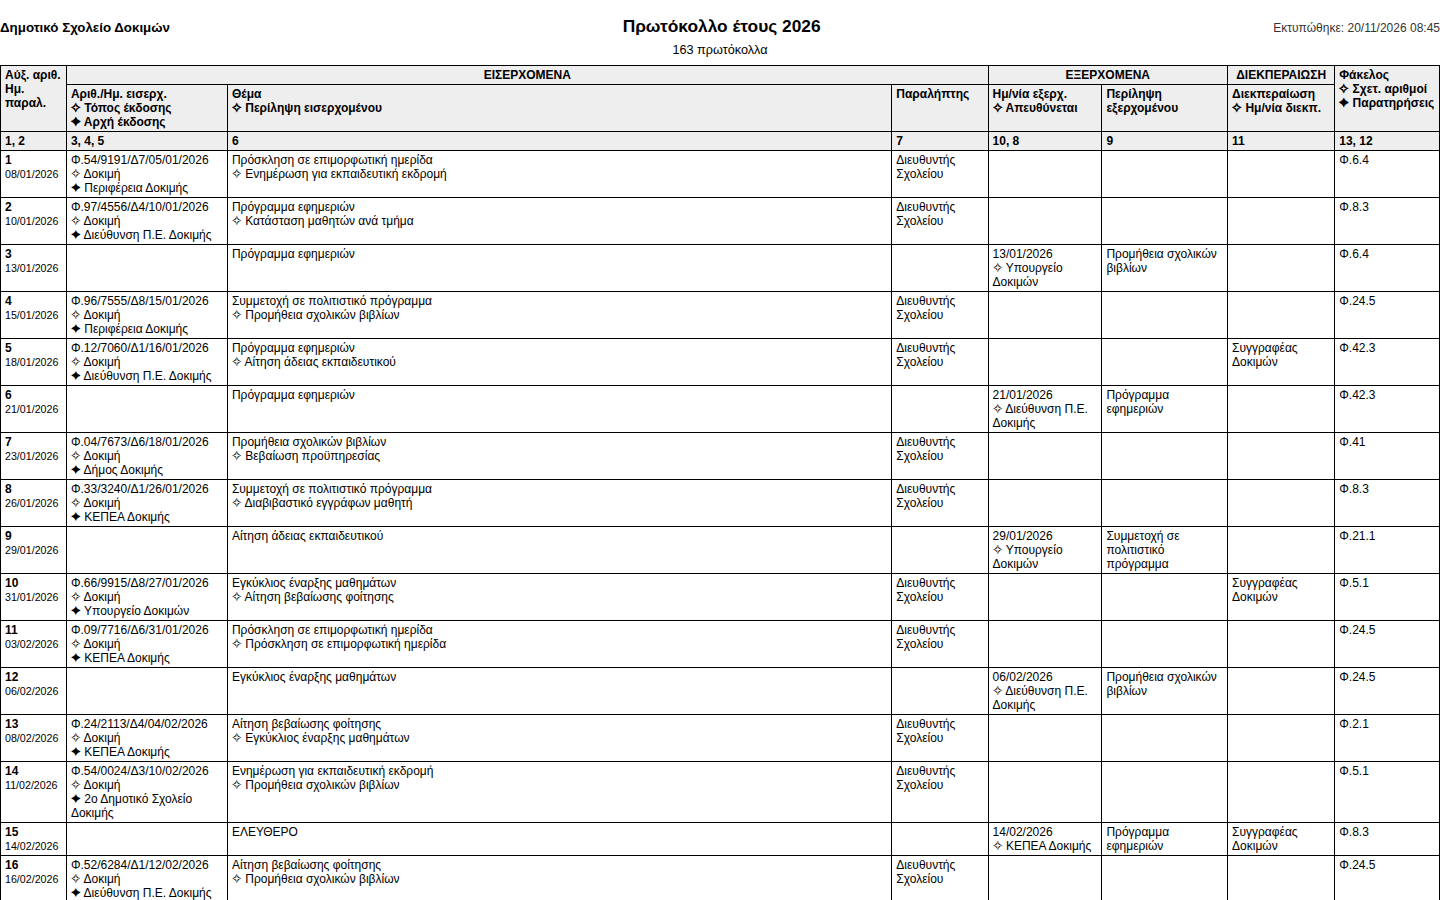 Δημοτικό Σχολείο Δοκιμών
Πρωτόκολλο έτους 2026
Εκτυπώθηκε: 20/11/2026 08:45
163 πρωτόκολλα
Αύξ. αριθ.
Ημ.
παραλ.
ΕΙΣΕΡΧΟΜΕΝΑ
ΕΞΕΡΧΟΜΕΝΑ
ΔΙΕΚΠΕΡΑΙΩΣΗ
Φάκελος
✧ Σχετ. αριθμοί
✦ Παρατηρήσεις
Αριθ./Ημ. εισερχ.
✧ Τόπος έκδοσης
✦ Αρχή έκδοσης
Θέμα
✧ Περίληψη εισερχομένου
Παραλήπτης
Ημ/νία εξερχ.
✧ Απευθύνεται
Περίληψη
εξερχομένου
Διεκπεραίωση
✧ Ημ/νία διεκπ.
1, 2
3, 4, 5
6
7
10, 8
9
11
13, 12
1
08/01/2026
Φ.54/9191/Δ7/05/01/2026
✧ Δοκιμή
✦ Περιφέρεια Δοκιμής
Πρόσκληση σε επιμορφωτική ημερίδα
✧ Ενημέρωση για εκπαιδευτική εκδρομή
Διευθυντής
Σχολείου
Φ.6.4
2
10/01/2026
Φ.97/4556/Δ4/10/01/2026
✧ Δοκιμή
✦ Διεύθυνση Π.Ε. Δοκιμής
Πρόγραμμα εφημεριών
✧ Κατάσταση μαθητών ανά τμήμα
Διευθυντής
Σχολείου
Φ.8.3
3
13/01/2026
Πρόγραμμα εφημεριών
13/01/2026
✧ Υπουργείο
Δοκιμών
Προμήθεια σχολικών
βιβλίων
Φ.6.4
4
15/01/2026
Φ.96/7555/Δ8/15/01/2026
✧ Δοκιμή
✦ Περιφέρεια Δοκιμής
Συμμετοχή σε πολιτιστικό πρόγραμμα
✧ Προμήθεια σχολικών βιβλίων
Διευθυντής
Σχολείου
Φ.24.5
5
18/01/2026
Φ.12/7060/Δ1/16/01/2026
✧ Δοκιμή
✦ Διεύθυνση Π.Ε. Δοκιμής
Πρόγραμμα εφημεριών
✧ Αίτηση άδειας εκπαιδευτικού
Διευθυντής
Σχολείου
Συγγραφέας
Δοκιμών
Φ.42.3
6
21/01/2026
Πρόγραμμα εφημεριών
21/01/2026
✧ Διεύθυνση Π.Ε.
Δοκιμής
Πρόγραμμα
εφημεριών
Φ.42.3
7
23/01/2026
Φ.04/7673/Δ6/18/01/2026
✧ Δοκιμή
✦ Δήμος Δοκιμής
Προμήθεια σχολικών βιβλίων
✧ Βεβαίωση προϋπηρεσίας
Διευθυντής
Σχολείου
Φ.41
8
26/01/2026
Φ.33/3240/Δ1/26/01/2026
✧ Δοκιμή
✦ ΚΕΠΕΑ Δοκιμής
Συμμετοχή σε πολιτιστικό πρόγραμμα
✧ Διαβιβαστικό εγγράφων μαθητή
Διευθυντής
Σχολείου
Φ.8.3
9
29/01/2026
Αίτηση άδειας εκπαιδευτικού
29/01/2026
✧ Υπουργείο
Δοκιμών
Συμμετοχή σε
πολιτιστικό
πρόγραμμα
Φ.21.1
10
31/01/2026
Φ.66/9915/Δ8/27/01/2026
✧ Δοκιμή
✦ Υπουργείο Δοκιμών
Εγκύκλιος έναρξης μαθημάτων
✧ Αίτηση βεβαίωσης φοίτησης
Διευθυντής
Σχολείου
Συγγραφέας
Δοκιμών
Φ.5.1
11
03/02/2026
Φ.09/7716/Δ6/31/01/2026
✧ Δοκιμή
✦ ΚΕΠΕΑ Δοκιμής
Πρόσκληση σε επιμορφωτική ημερίδα
✧ Πρόσκληση σε επιμορφωτική ημερίδα
Διευθυντής
Σχολείου
Φ.24.5
12
06/02/2026
Εγκύκλιος έναρξης μαθημάτων
06/02/2026
✧ Διεύθυνση Π.Ε.
Δοκιμής
Προμήθεια σχολικών
βιβλίων
Φ.24.5
13
08/02/2026
Φ.24/2113/Δ4/04/02/2026
✧ Δοκιμή
✦ ΚΕΠΕΑ Δοκιμής
Αίτηση βεβαίωσης φοίτησης
✧ Εγκύκλιος έναρξης μαθημάτων
Διευθυντής
Σχολείου
Φ.2.1
14
11/02/2026
Φ.54/0024/Δ3/10/02/2026
✧ Δοκιμή
✦ 2ο Δημοτικό Σχολείο
Δοκιμής
Ενημέρωση για εκπαιδευτική εκδρομή
✧ Προμήθεια σχολικών βιβλίων
Διευθυντής
Σχολείου
Φ.5.1
15
14/02/2026
ΕΛΕΥΘΕΡΟ
14/02/2026
✧ ΚΕΠΕΑ Δοκιμής
Πρόγραμμα
εφημεριών
Συγγραφέας
Δοκιμών
Φ.8.3
16
16/02/2026
Φ.52/6284/Δ1/12/02/2026
✧ Δοκιμή
✦ Διεύθυνση Π.Ε. Δοκιμής
Αίτηση βεβαίωσης φοίτησης
✧ Προμήθεια σχολικών βιβλίων
Διευθυντής
Σχολείου
Φ.24.5